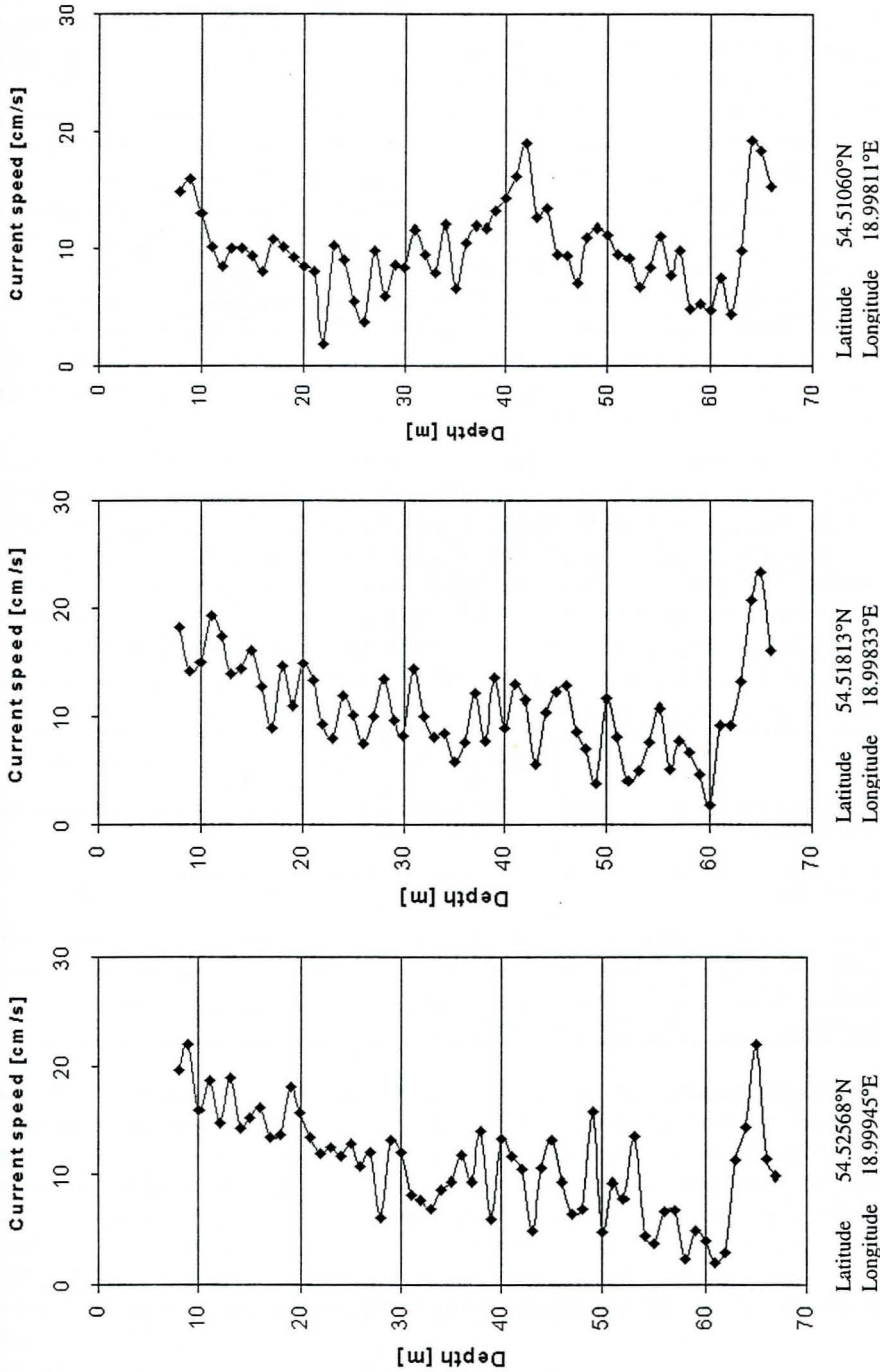 Current speed [cm/s]
0 10 20 30
0
10
20
30
40
50
60
70
Depth [m]
Latitude 54.52568°N
Longitude 18.99945°E
Current speed [cm/s]
0 10 20 30
0
10
20
30
40
50
60
70
Depth [m]
Latitude 54.51813°N
Longitude 18.99833°E
Current speed [cm/s]
0 10 20 30
0
10
20
30
40
50
60
70
Depth [m]
Latitude 54.51060°N
Longitude 18.99811°E